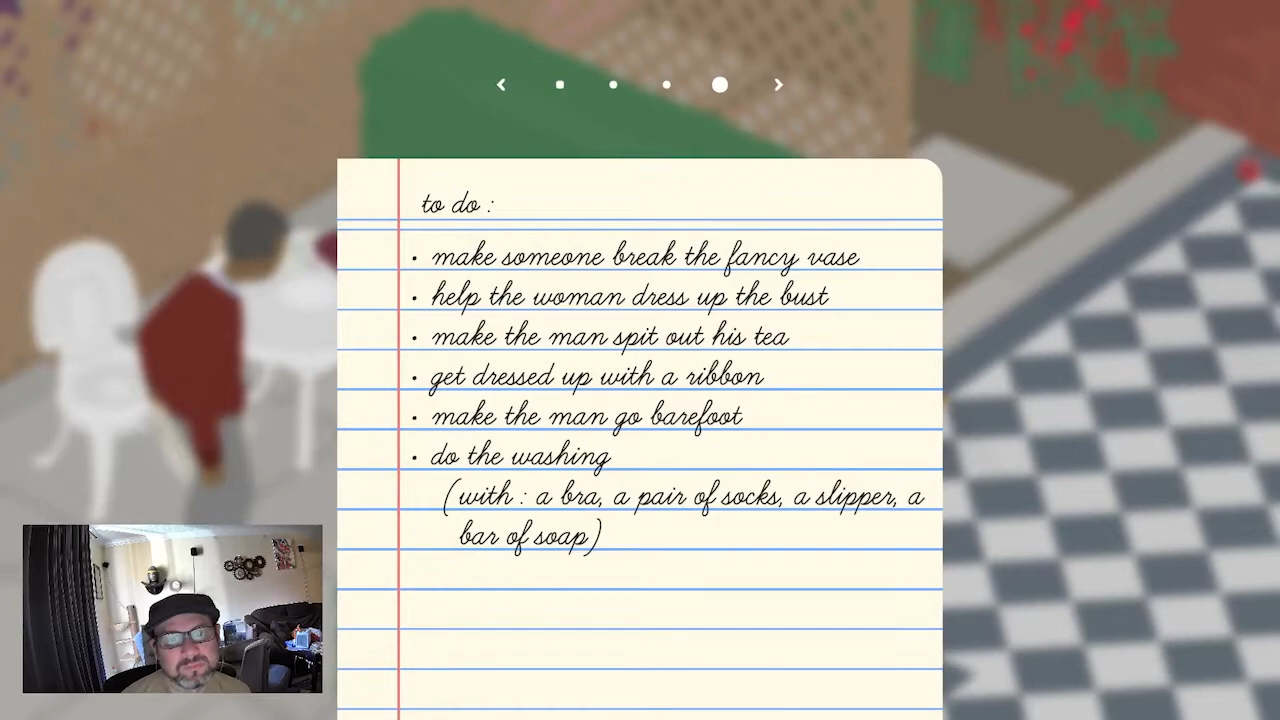 to do :
• make someone break the fancy vase
• help the woman dress up the bust
• make the man spit out his tea
• get dressed up with a ribbon
• make the man go barefoot
• do the washing
(with : a bra, a pair of socks, a slipper, a
bar of soap)